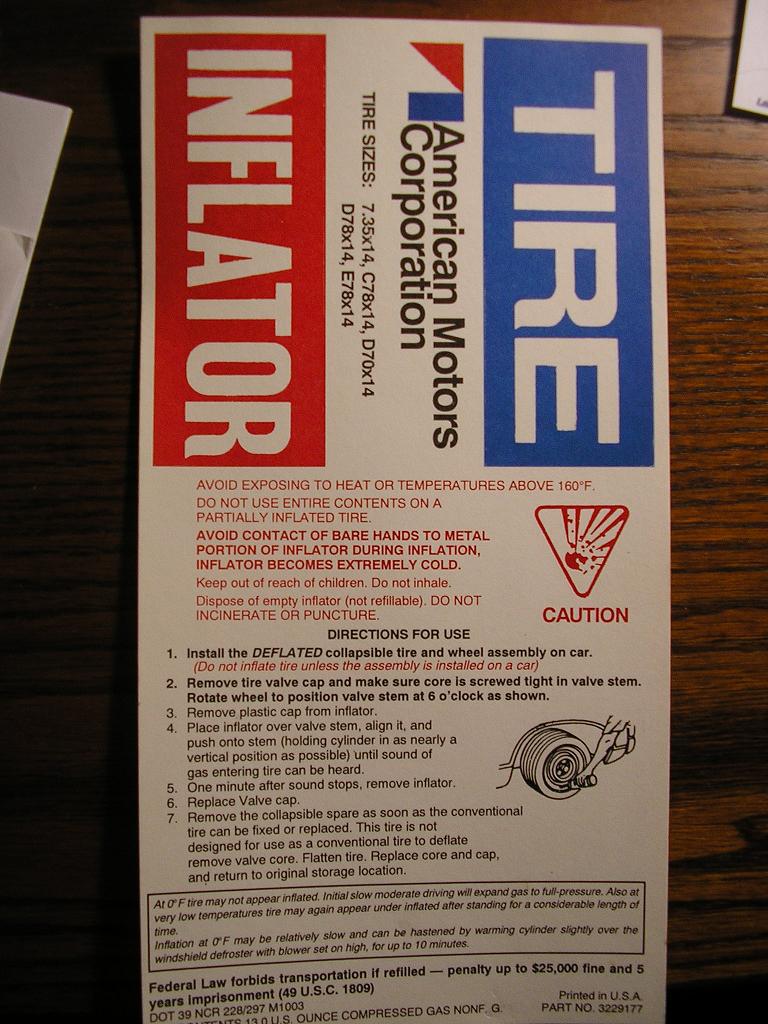 TIRE
American Motors
Corporation
TIRE SIZES: 7.35x14, C78x14, D70x14
D78x14, E78x14
INFLATOR
AVOID EXPOSING TO HEAT OR TEMPERATURES ABOVE 160°F.
DO NOT USE ENTIRE CONTENTS ON A
PARTIALLY INFLATED TIRE.
AVOID CONTACT OF BARE HANDS TO METAL
PORTION OF INFLATOR DURING INFLATION,
INFLATOR BECOMES EXTREMELY COLD.
Keep out of reach of children. Do not inhale.
Dispose of empty inflator (not refillable). DO NOT
INCINERATE OR PUNCTURE.
CAUTION
DIRECTIONS FOR USE
1. Install the DEFLATED collapsible tire and wheel assembly on car.
(Do not inflate tire unless the assembly is installed on a car)
2. Remove tire valve cap and make sure core is screwed tight in valve stem.
Rotate wheel to position valve stem at 6 o'clock as shown.
3. Remove plastic cap from inflator.
4. Place inflator over valve stem, align it, and
push onto stem (holding cylinder in as nearly a
vertical position as possible) until sound of
gas entering tire can be heard.
5. One minute after sound stops, remove inflator.
6. Replace Valve cap.
7. Remove the collapsible spare as soon as the conventional
tire can be fixed or replaced. This tire is not
designed for use as a conventional tire to deflate
remove valve core. Flatten tire. Replace core and cap,
and return to original storage location.
At 0°F tire may not appear inflated. Initial slow moderate driving will expand gas to full-pressure. Also at
very low temperatures tire may again appear under inflated after standing for a considerable length of
time.
Inflation at 0°F may be relatively slow and can be hastened by warming cylinder slightly over the
windshield defroster with blower set on high, for up to 10 minutes.
Federal Law forbids transportation if refilled — penalty up to $25,000 fine and 5
years imprisonment (49 U.S.C. 1809)
DOT 39 NCR 228/297 M1003
Printed in U.S.A.
PART NO. 3229177
13.0 U.S. OUNCE COMPRESSED GAS NONF. G.